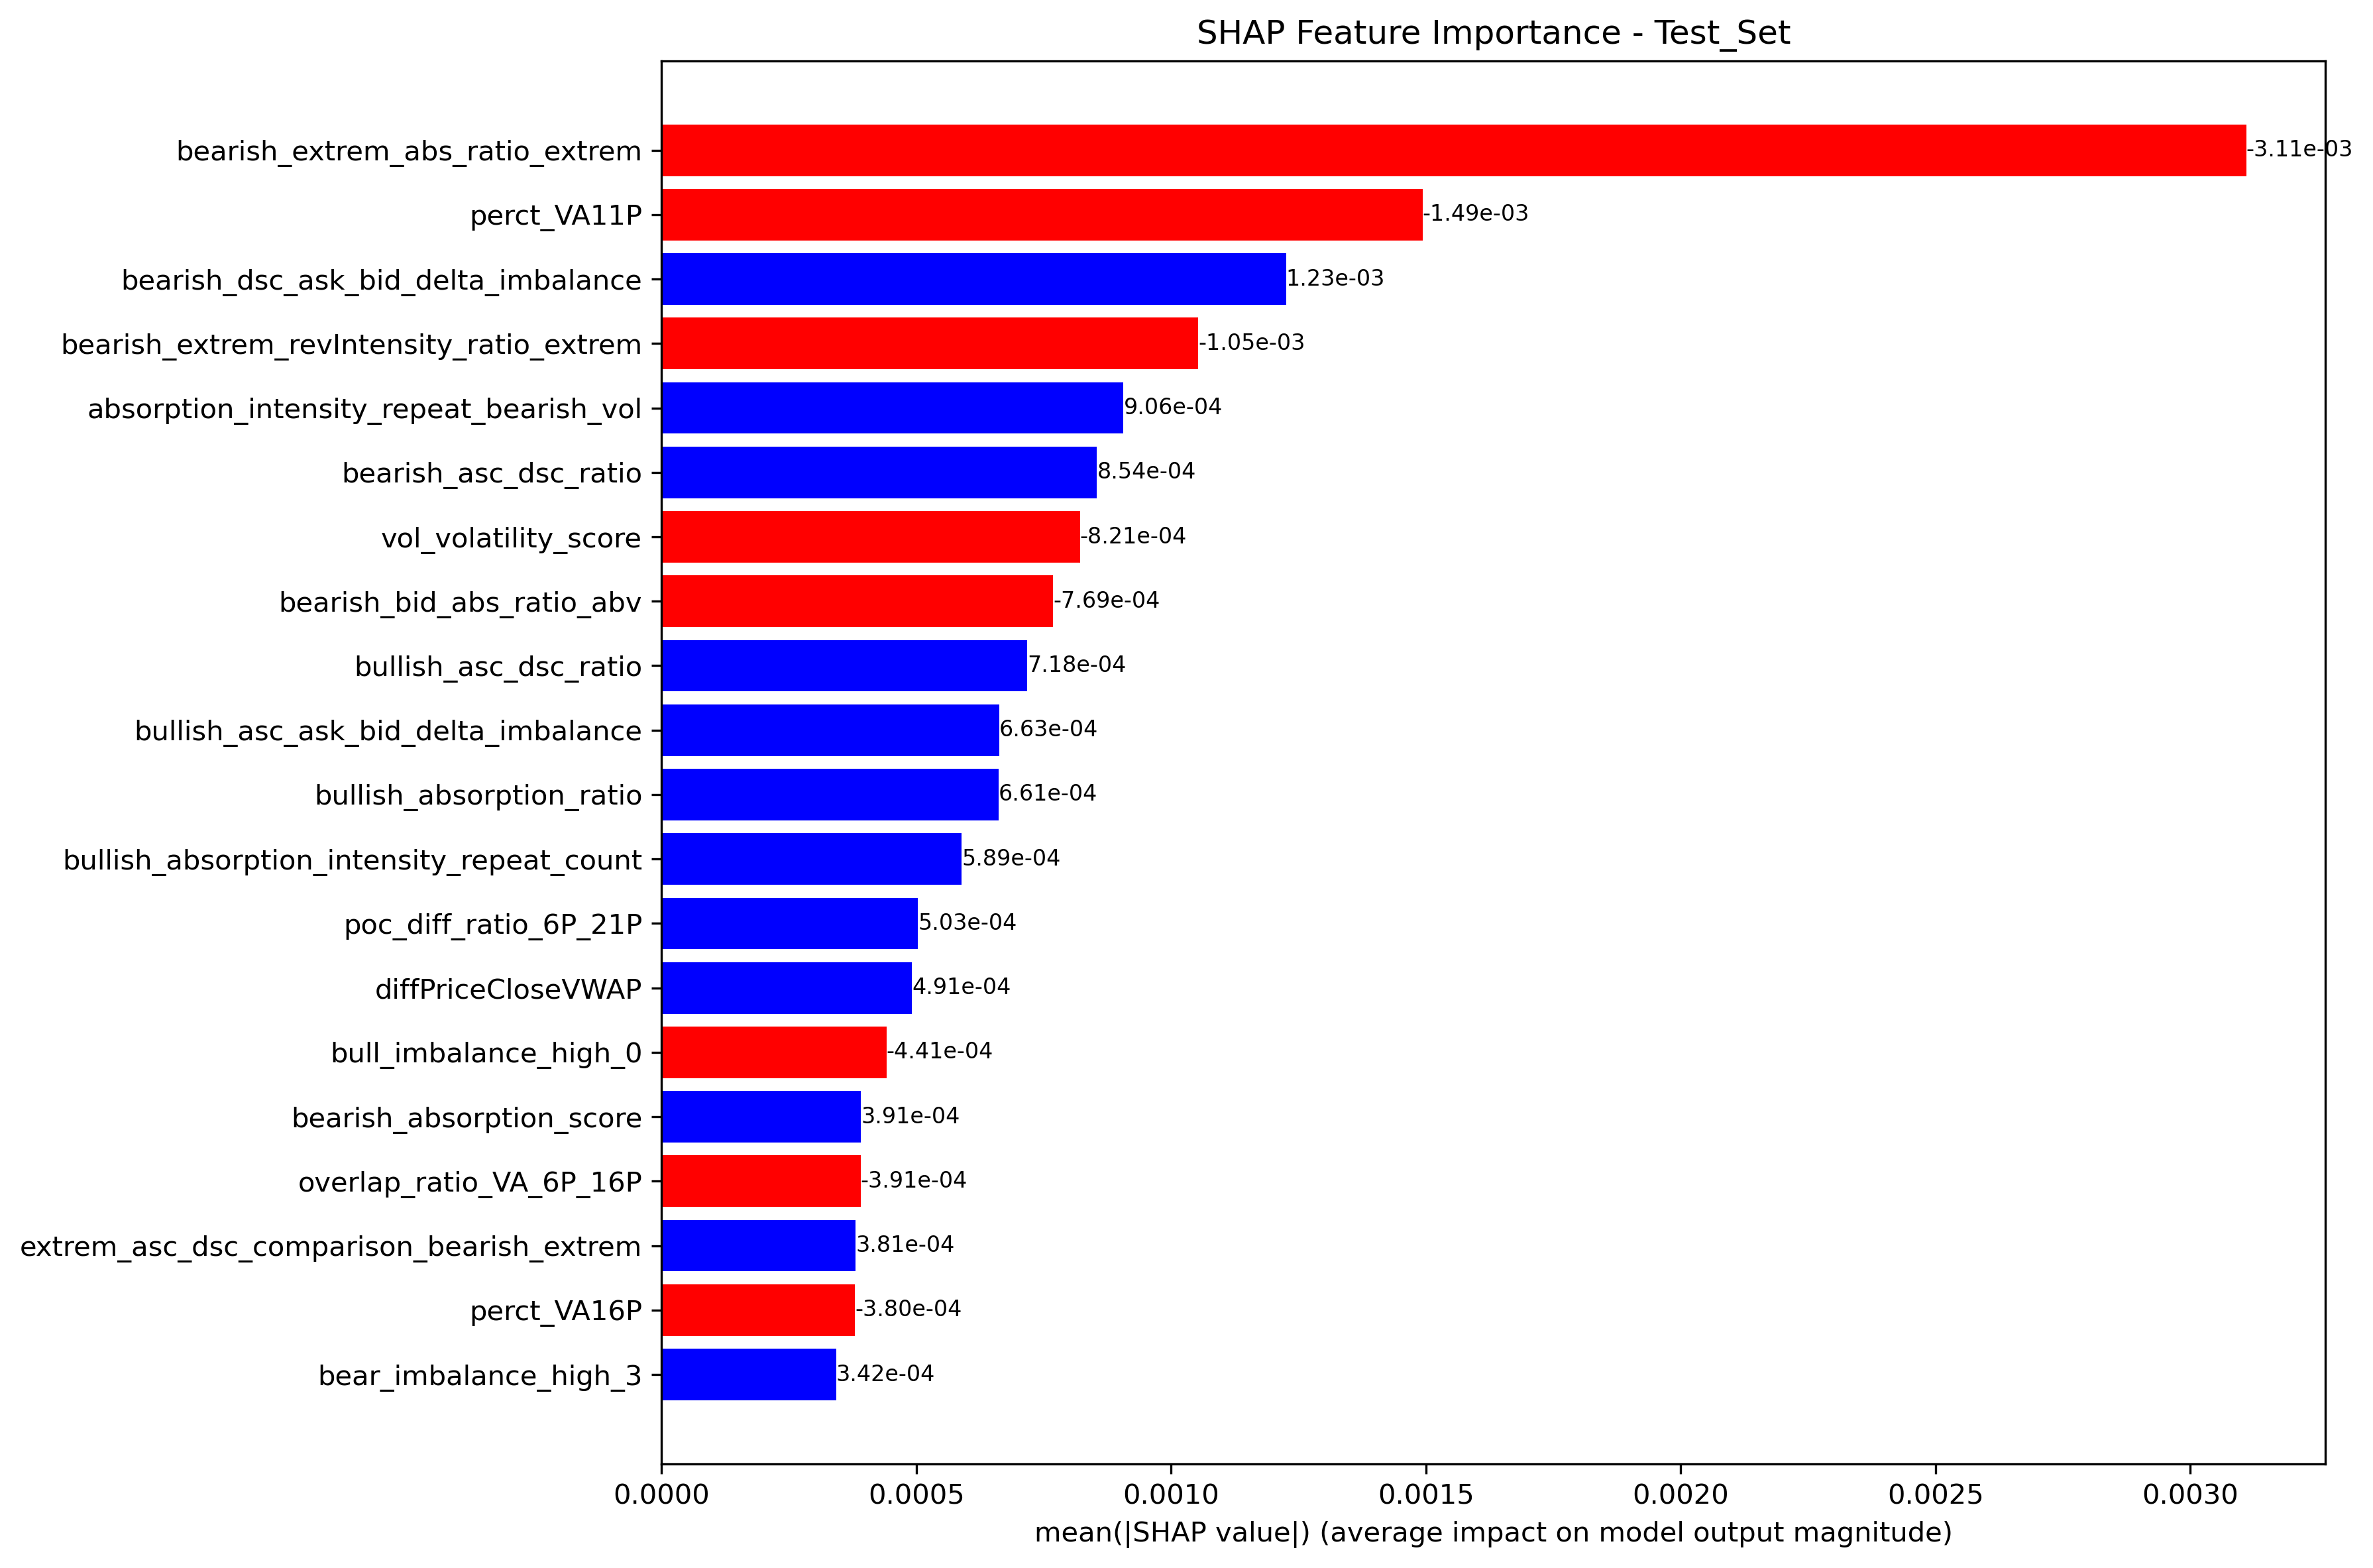 SHAP Feature Importance - Test_Set
bearish_extrem_abs_ratio_extrem
-3.11e-03
perct_VA11P
-1.49e-03
bearish_dsc_ask_bid_delta_imbalance
1.23e-03
bearish_extrem_revIntensity_ratio_extrem
-1.05e-03
absorption_intensity_repeat_bearish_vol
9.06e-04
bearish_asc_dsc_ratio
8.54e-04
vol_volatility_score
-8.21e-04
bearish_bid_abs_ratio_abv
-7.69e-04
bullish_asc_dsc_ratio
7.18e-04
bullish_asc_ask_bid_delta_imbalance
6.63e-04
bullish_absorption_ratio
6.61e-04
bullish_absorption_intensity_repeat_count
5.89e-04
poc_diff_ratio_6P_21P
5.03e-04
diffPriceCloseVWAP
4.91e-04
bull_imbalance_high_0
-4.41e-04
bearish_absorption_score
3.91e-04
overlap_ratio_VA_6P_16P
-3.91e-04
extrem_asc_dsc_comparison_bearish_extrem
3.81e-04
perct_VA16P
-3.80e-04
bear_imbalance_high_3
3.42e-04
0.0000 0.0005 0.0010 0.0015 0.0020 0.0025 0.0030
mean(|SHAP value|) (average impact on model output magnitude)